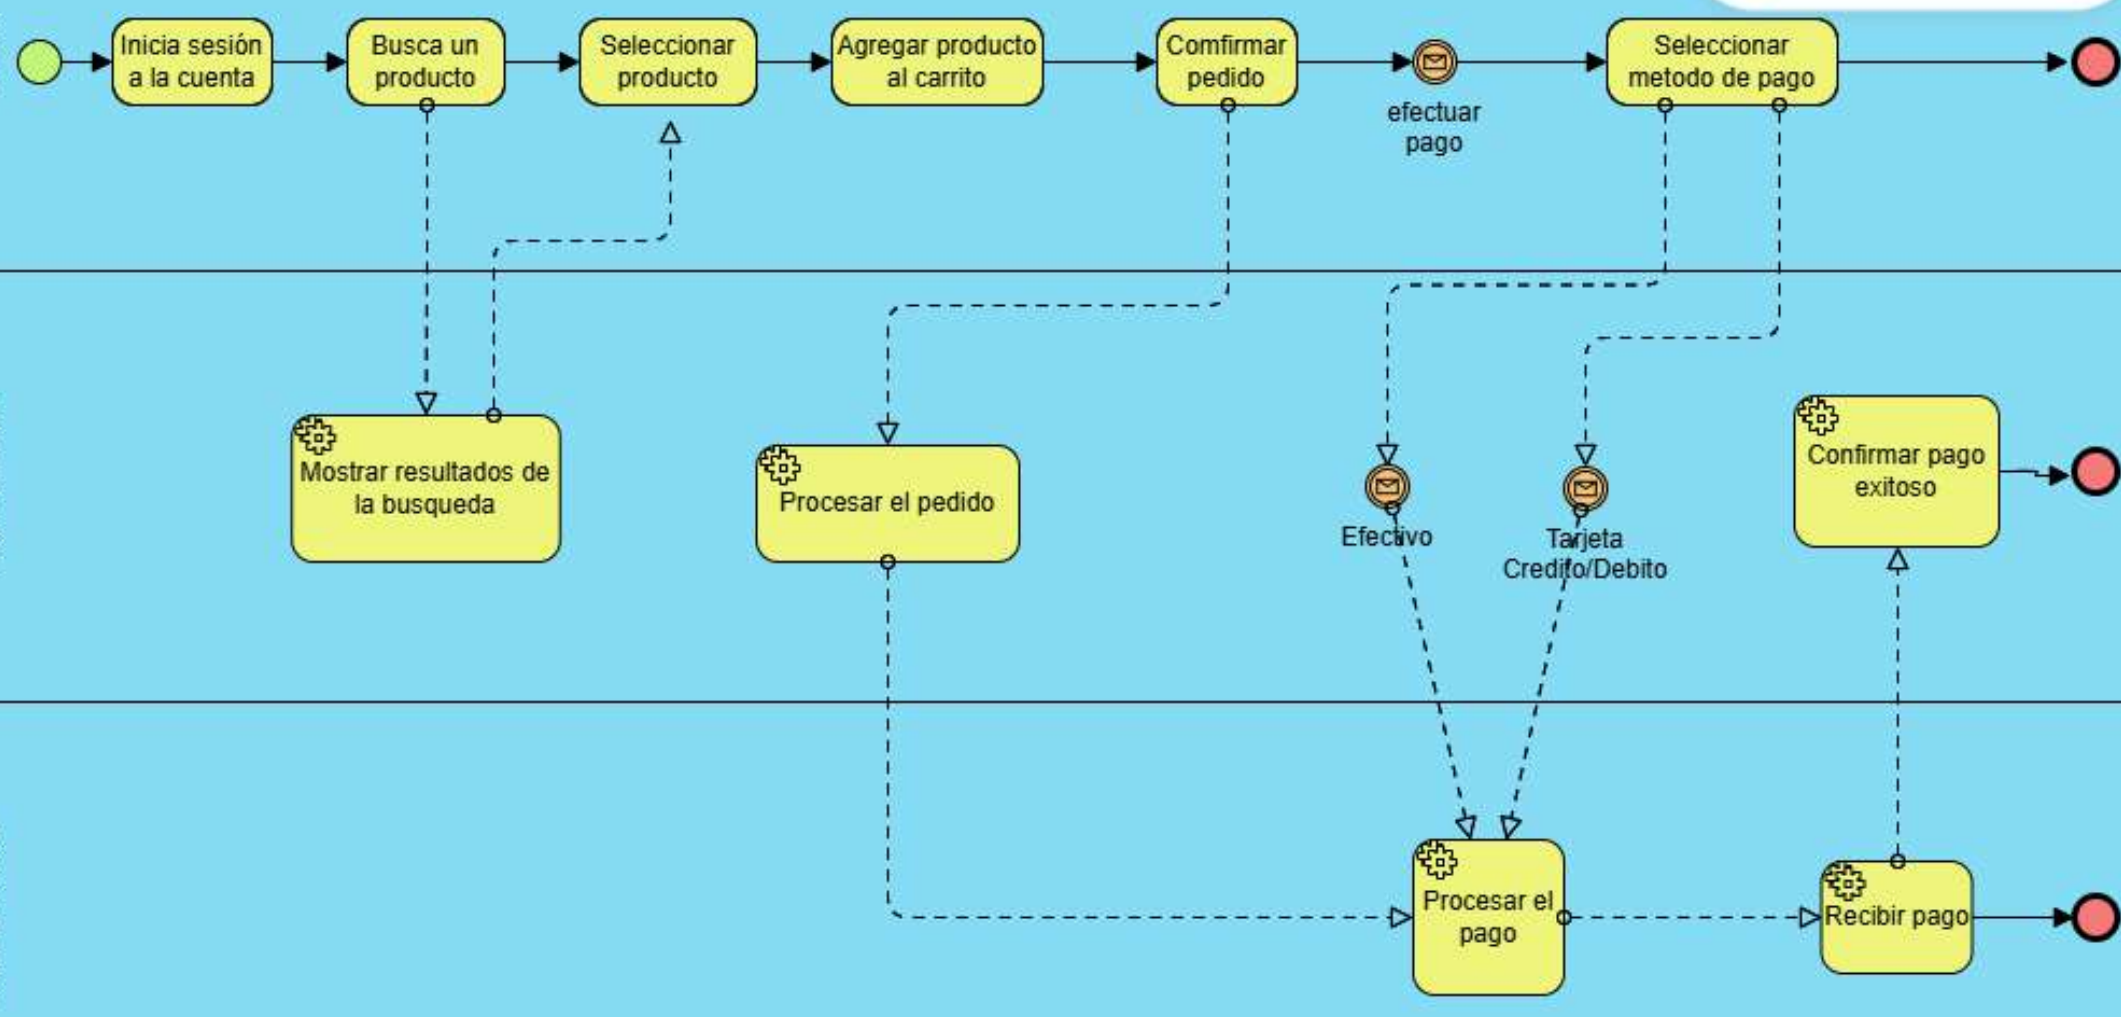 Inicia sesión
a la cuenta
Busca un
producto
Seleccionar
producto
Agregar producto
al carrito
Comfirmar
pedido
efectuar
pago
Seleccionar
metodo de pago
Mostrar resultados de
la busqueda
Procesar el pedido
Efectivo
Tarjeta
Credito/Debito
Confirmar pago
exitoso
Procesar el
pago
Recibir pago